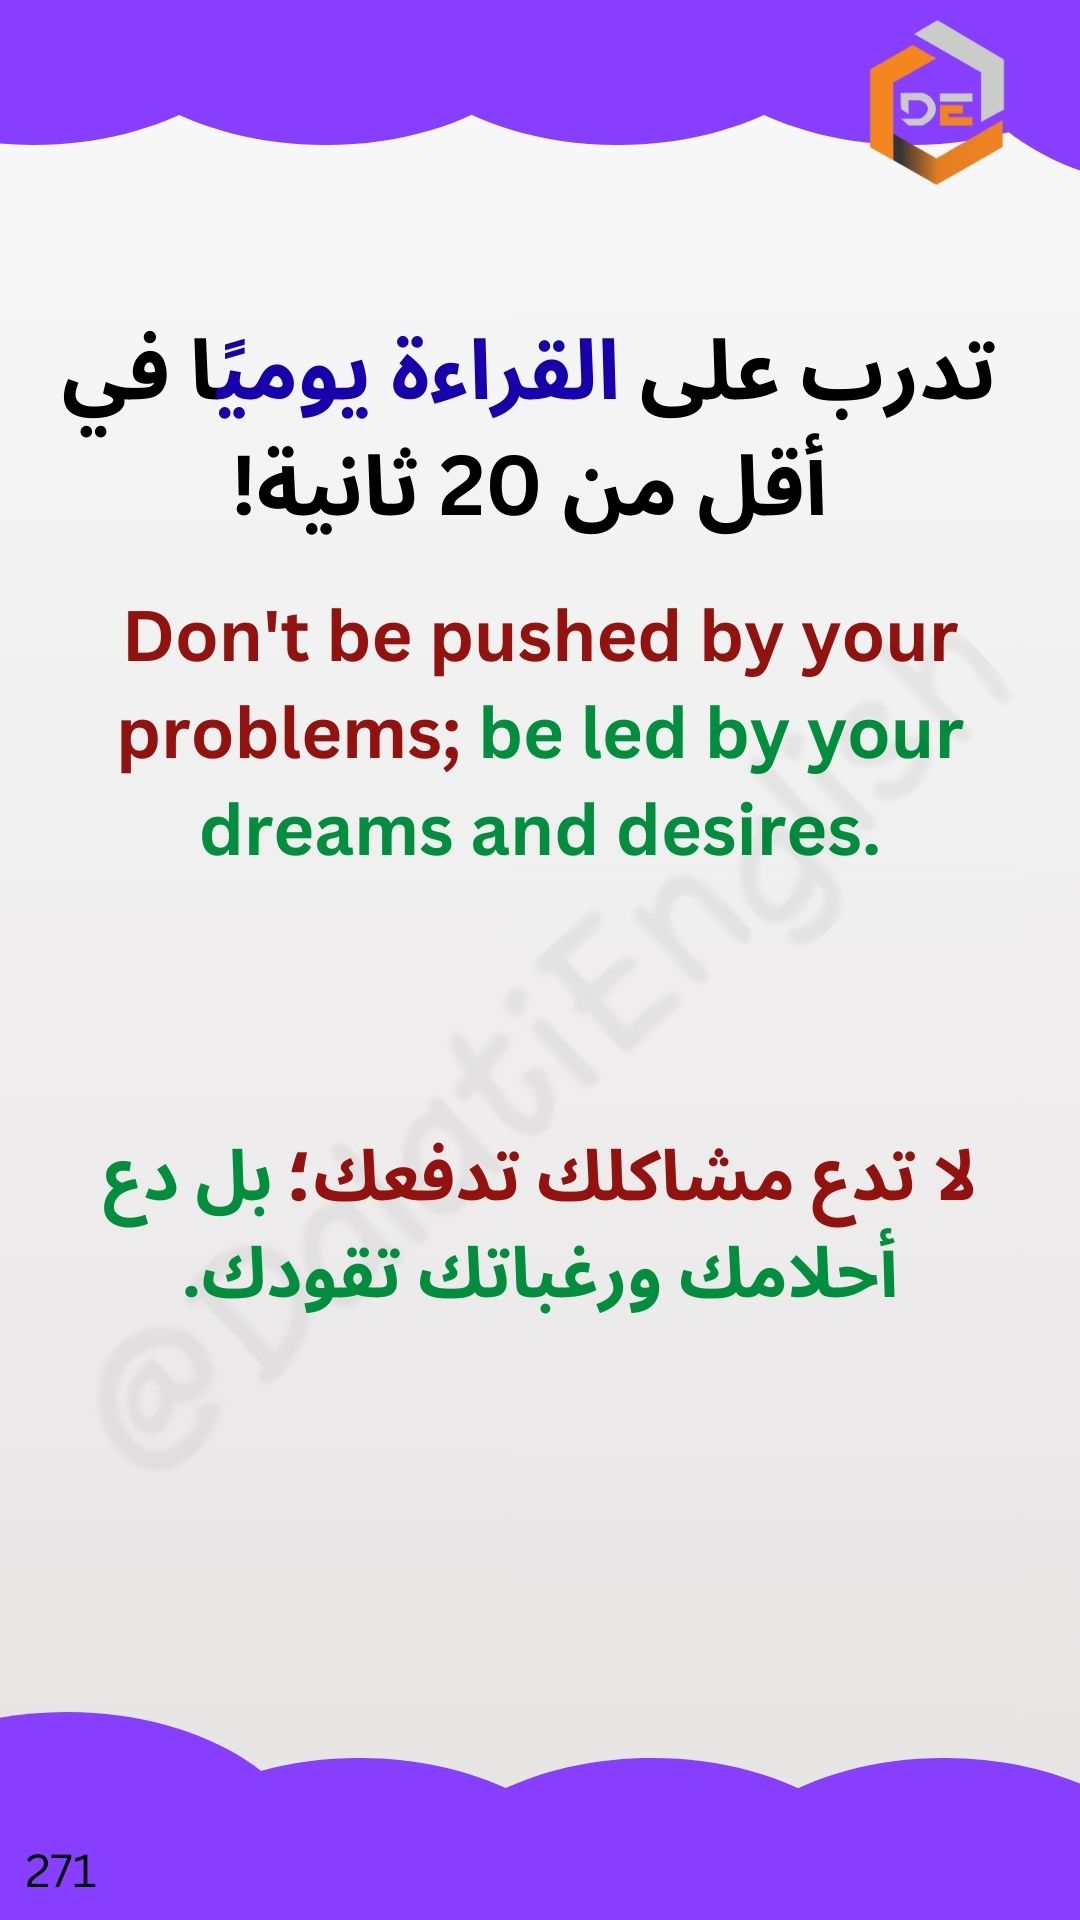 DE
تدرب على القراءة يوميًا في
أقل من 20 ثانية!
Don't be pushed by your
problems; be led by your
dreams and desires.
لا تدع مشاكلك تدفعك؛ بل دع
أحلامك ورغباتك تقودك.
@DdatiEnglish
271